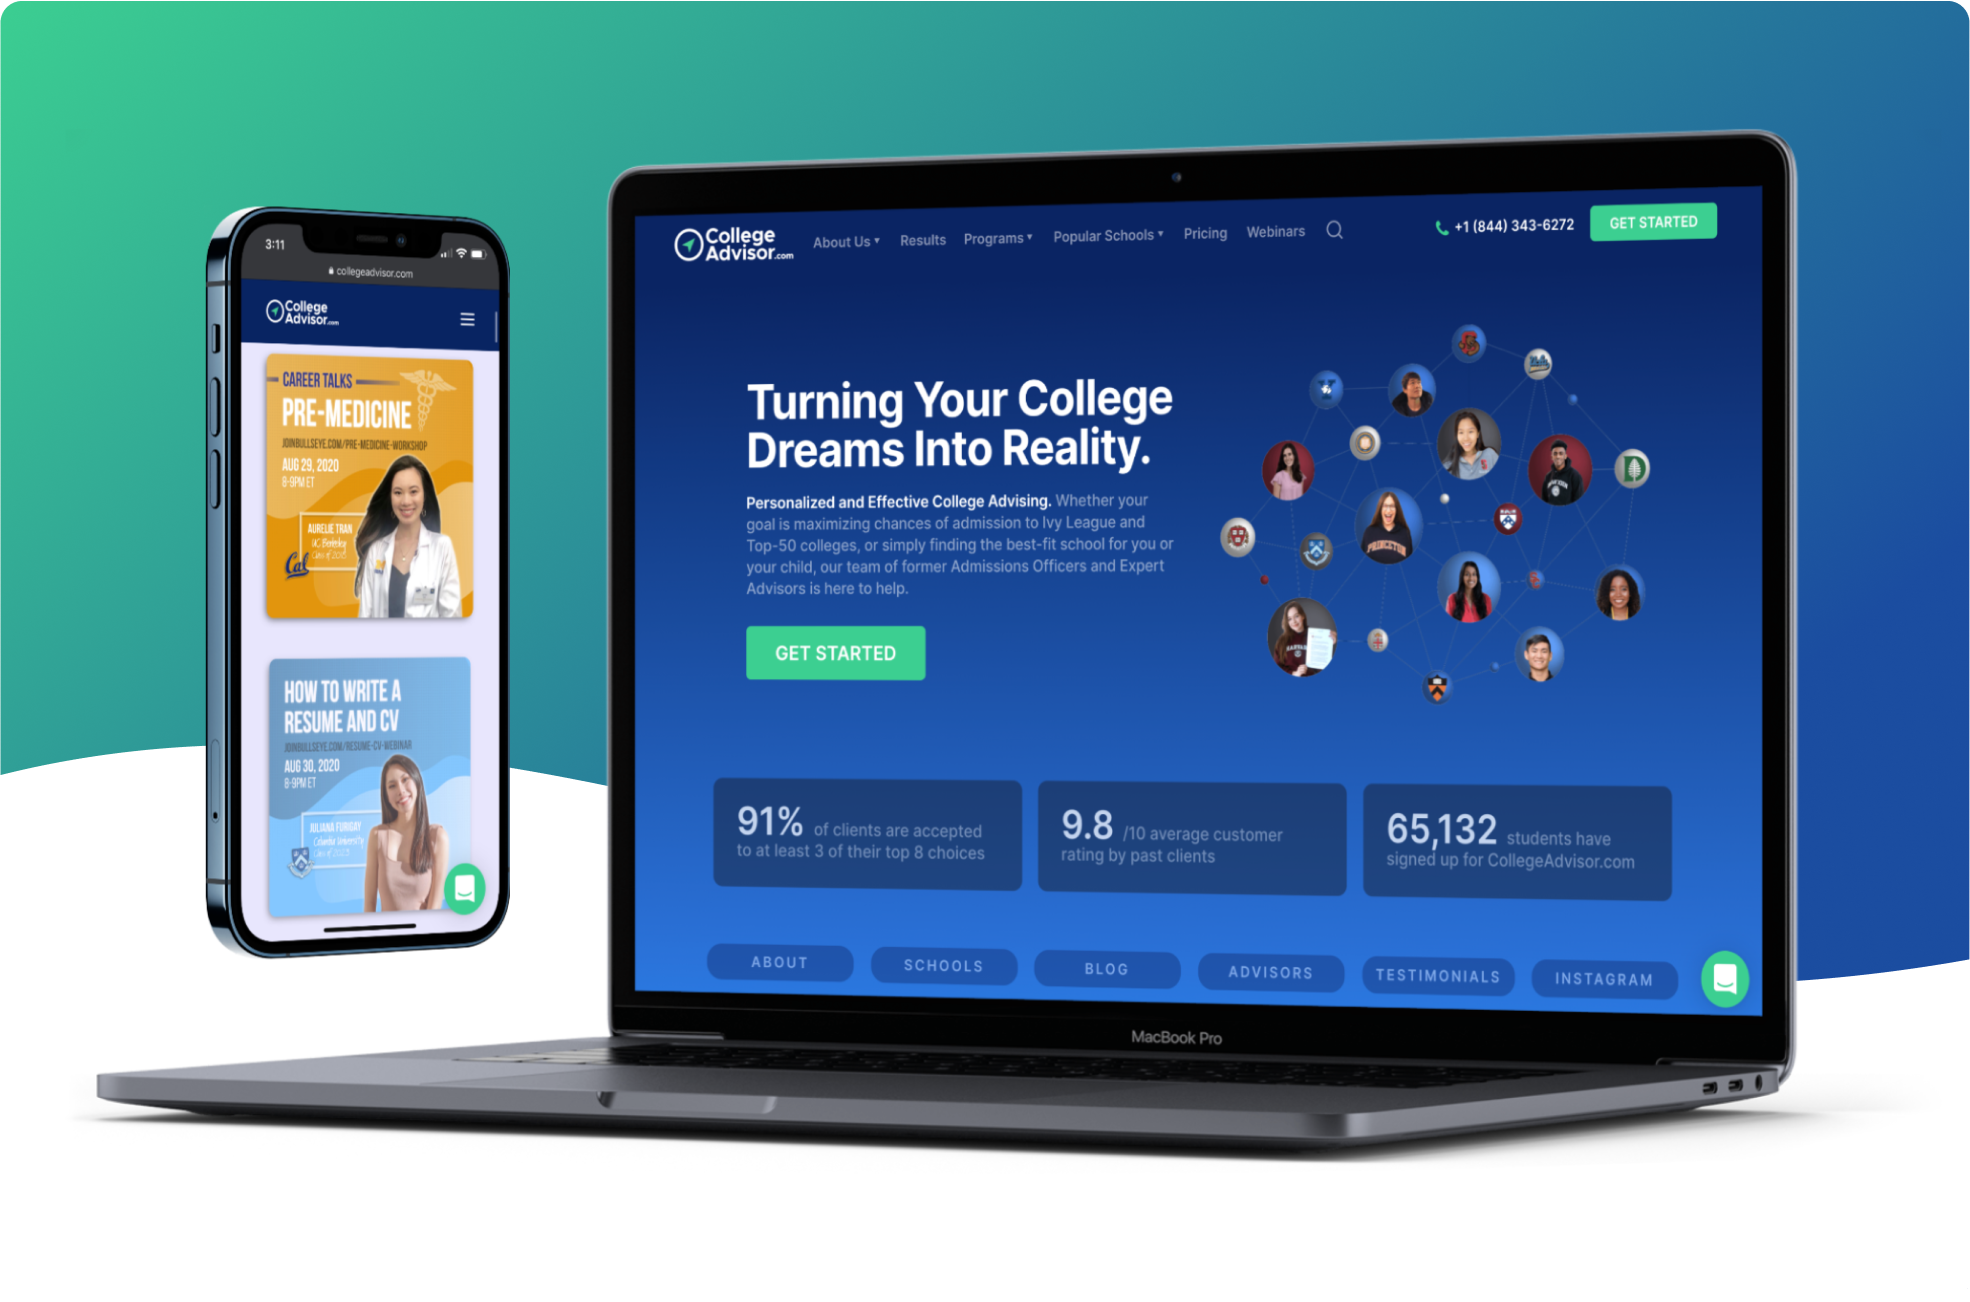 3:11
collegeadvisor.com
College
Advisor.com
CAREER TALKS
PRE-MEDICINE
JOINBULLSEYE.COM/PRE-MEDICINE-WORKSHOP
AUG 29, 2020
8-9PM ET
AURELIE TRAN
UC Berkeley
Class of 2018
Cal
HOW TO WRITE A
RESUME AND CV
JOINBULLSEYE.COM/RESUME-CV-WEBINAR
AUG 30, 2020
8-9PM ET
JULIANA FURIGAY
Columbia University
Class of 2023
College
Advisor.com
About Us
Results
Programs
Popular Schools
Pricing
Webinars
+1 (844) 343-6272
GET STARTED
Turning Your College
Dreams Into Reality.
Personalized and Effective College Advising. Whether your
goal is maximizing chances of admission to Ivy League and
Top-50 colleges, or simply finding the best-fit school for you or
your child, our team of former Admissions Officers and Expert
Advisors is here to help.
GET STARTED
PRINCETON
HARVARD
D
91% of clients are accepted
to at least 3 of their top 8 choices
9.8 /10 average customer
rating by past clients
65,132 students have
signed up for CollegeAdvisor.com
ABOUT
SCHOOLS
BLOG
ADVISORS
TESTIMONIALS
INSTAGRAM
MacBook Pro